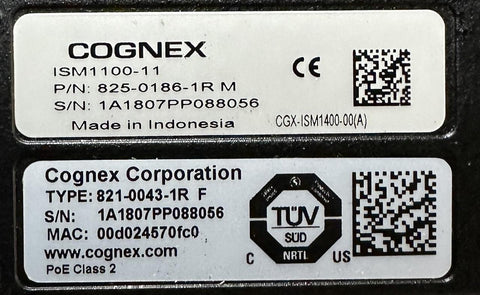 COGNEX
ISM1100-11
P/N: 825-0186-1R M
S/N: 1A1807PP088056
Made in Indonesia
CE
CGX-ISM1400-00(A)
Cognex Corporation
TYPE: 821-0043-1R F
S/N: 1A1807PP088056
MAC: 00d024570fc0
www.cognex.com
PoE Class 2
TÜV
SÜD
NRTL
C US